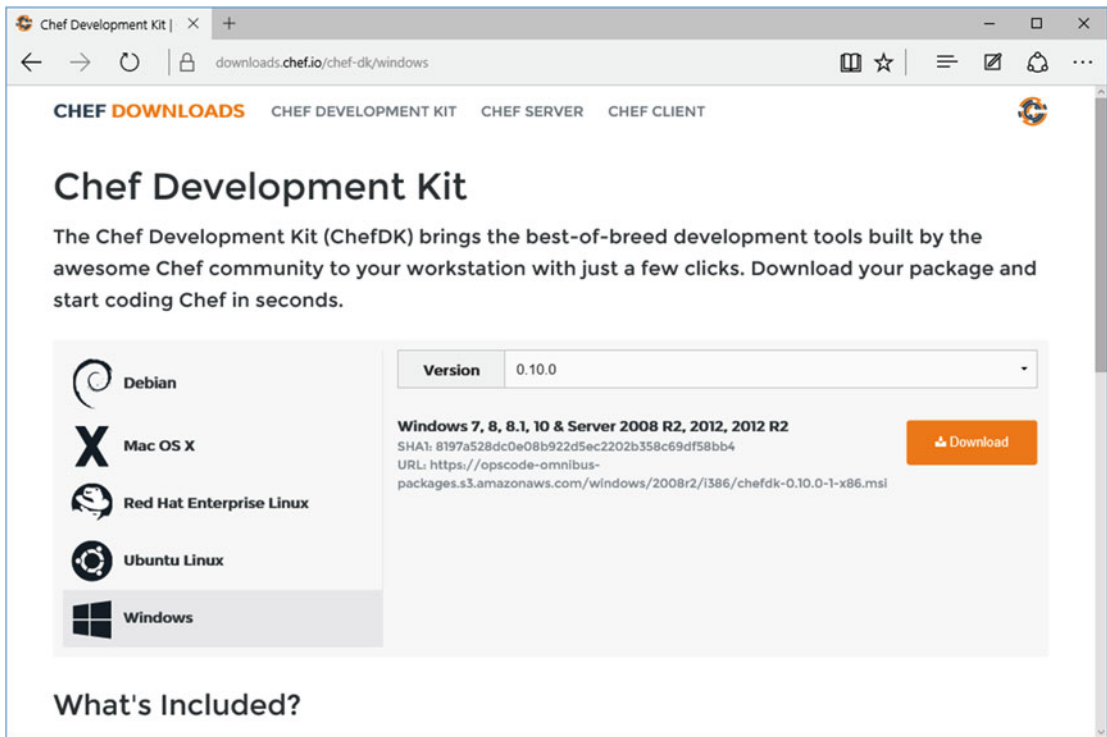 Chef Development Kit |
downloads.chef.io/chef-dk/windows
CHEF DOWNLOADS CHEF DEVELOPMENT KIT CHEF SERVER CHEF CLIENT
Chef Development Kit
The Chef Development Kit (ChefDK) brings the best-of-breed development tools built by the
awesome Chef community to your workstation with just a few clicks. Download your package and
start coding Chef in seconds.
Debian
Mac OS X
Red Hat Enterprise Linux
Ubuntu Linux
Windows
Version 0.10.0
Windows 7, 8, 8.1, 10 & Server 2008 R2, 2012, 2012 R2
SHA1: 8197a528dc0e08b922d5ec2202b358c69df58bb4
URL: https://opscode-omnibus-
packages.s3.amazonaws.com/windows/2008r2/i386/chefdk-0.10.0-1-x86.msi
Download
What's Included?